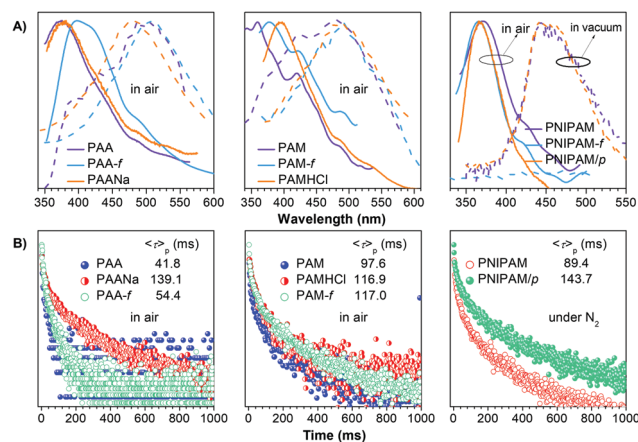 A)
in air
PAA
PAA-f
PAANa
350 400 450 500 550 600
in air
PAM
PAM-f
PAMHCl
350 400 450 500 550 600
in air
in vacuum
PNIPAM
PNIPAM-f
PNIPAM/p
350 400 450 500 550
Wavelength (nm)
B)
<τ>p (ms)
PAA 41.8
PAANa 139.1
PAA-f 54.4
in air
0 200 400 600 800 1000
<τ>p (ms)
PAM 97.6
PAMHCl 116.9
PAM-f 117.0
in air
0 200 400 600 800 1000
<τ>p (ms)
PNIPAM 89.4
PNIPAM/p 143.7
under N2
0 200 400 600 800 1000
Time (ms)